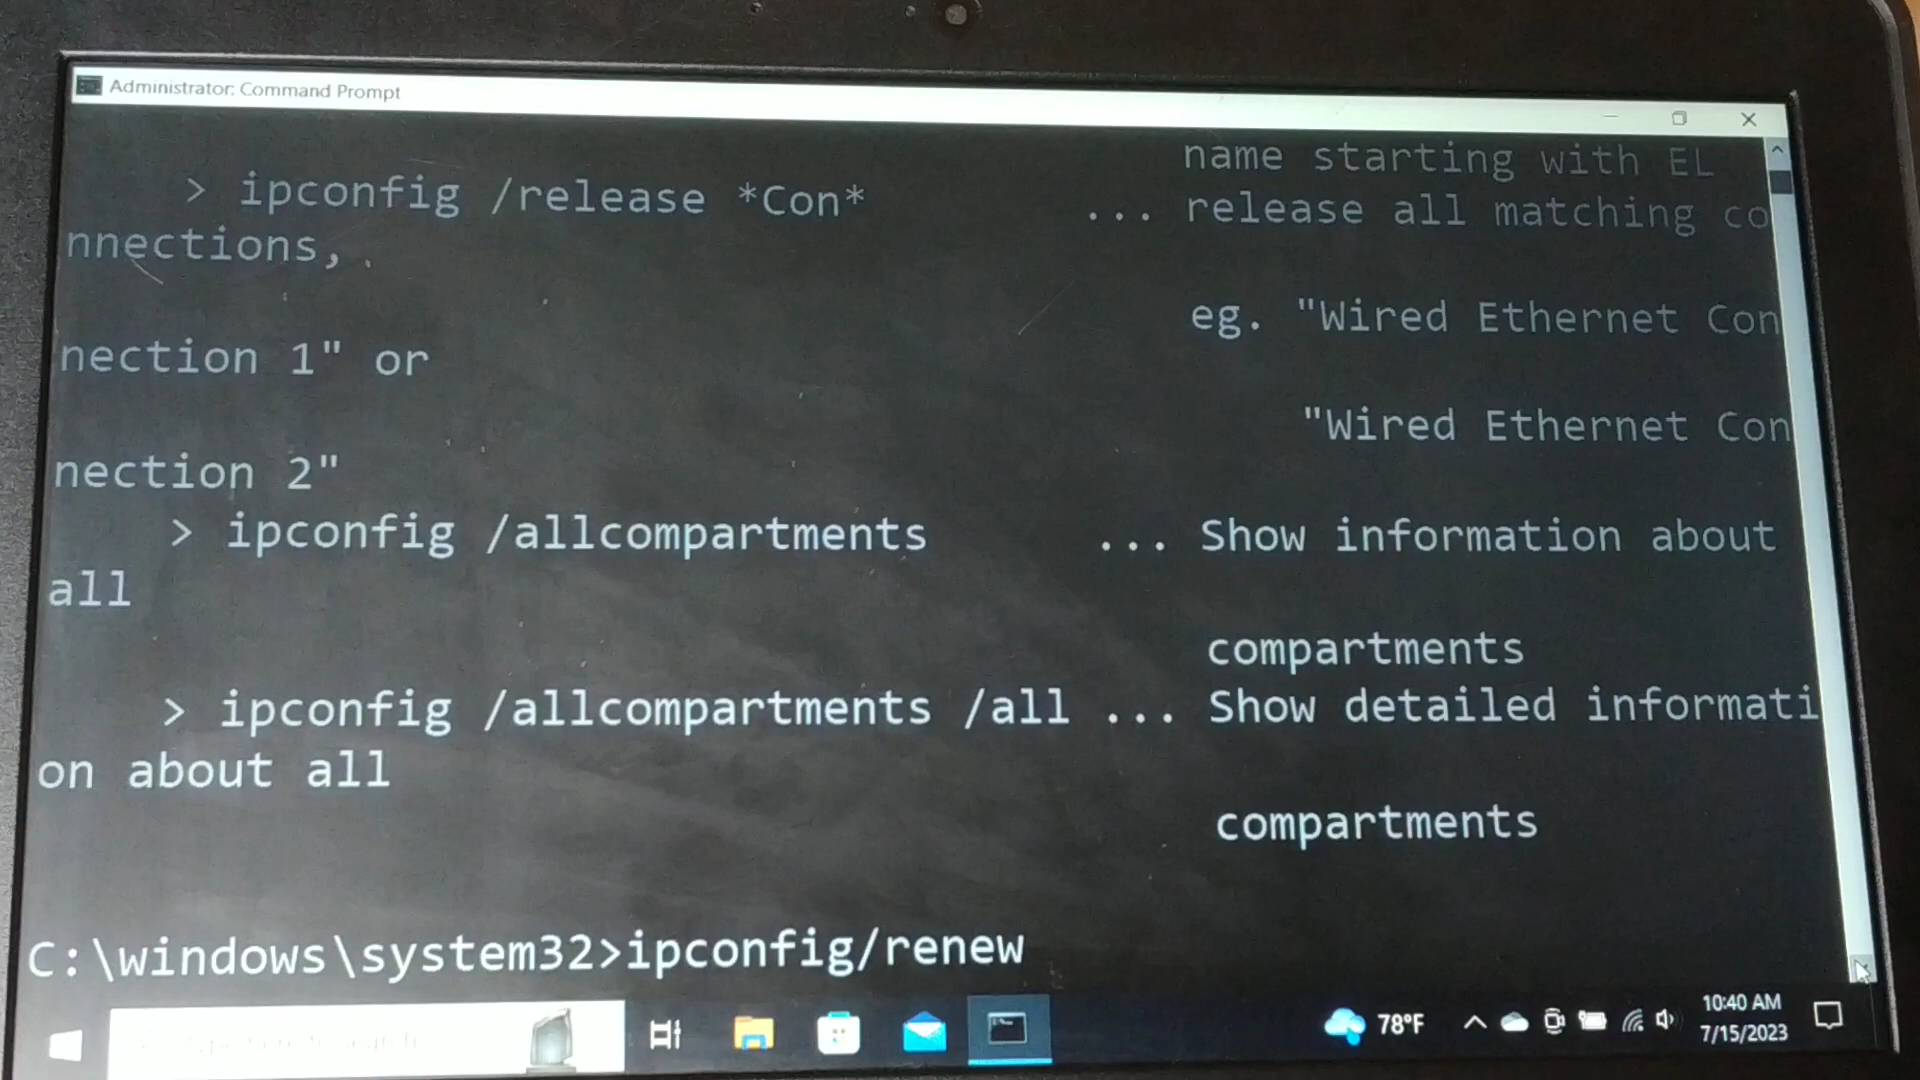 Administrator: Command Prompt
name starting with EL
> ipconfig /release *Con* ... release all matching co
nnections,
eg. "Wired Ethernet Con
nection 1" or
"Wired Ethernet Con
nection 2"
> ipconfig /allcompartments ... Show information about
all
compartments
> ipconfig /allcompartments /all ... Show detailed informati
on about all
compartments
C:\windows\system32>ipconfig/renew
78°F
10:40 AM
7/15/2023